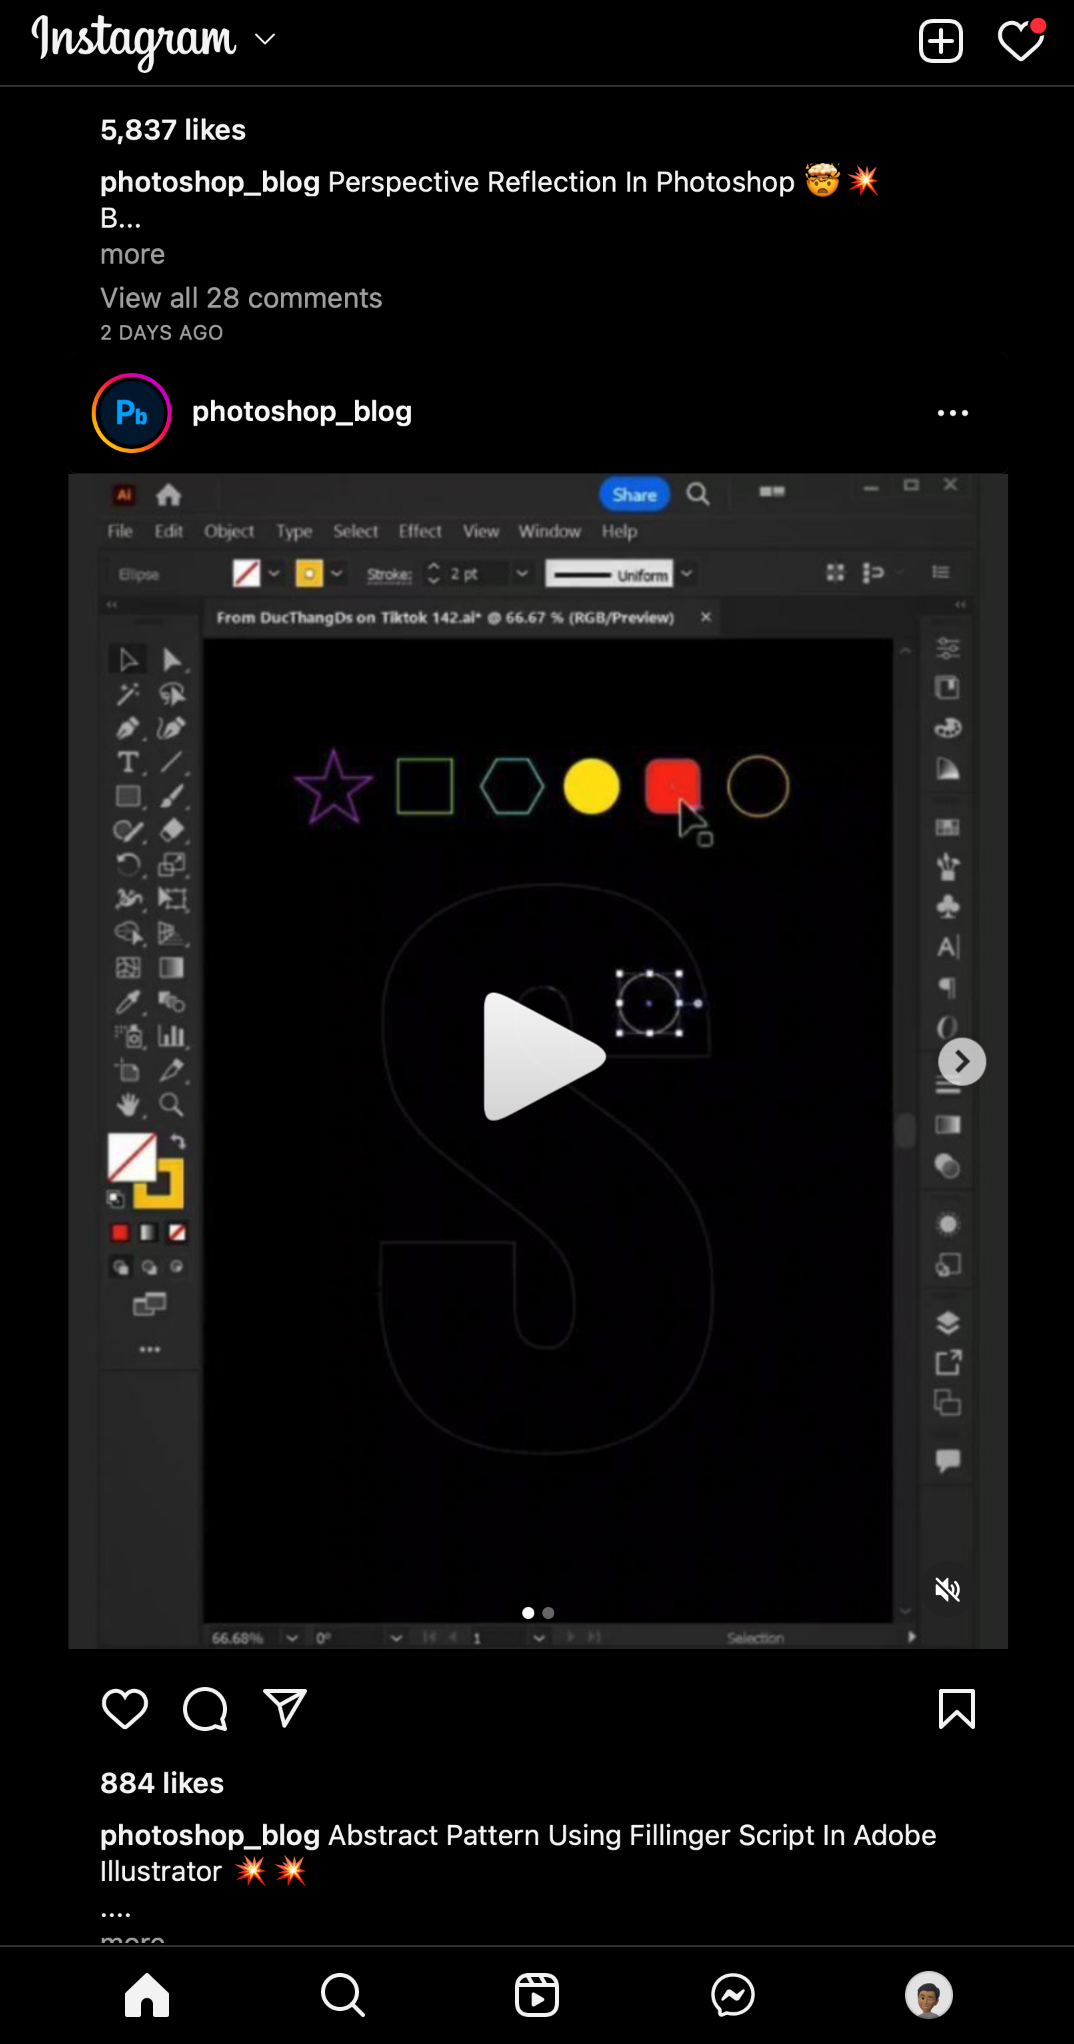 Instagram
5,837 likes
photoshop_blog Perspective Reflection In Photoshop 🤯 💥
B...
more
View all 28 comments
2 DAYS AGO
Pb
photoshop_blog
Ai
Share
File Edit Object Type Select Effect View Window Help
Ellipse Stroke: 2 pt Uniform
From DucThangDs on Tiktok 142.ai* @ 66.67 % (RGB/Preview) ×
66.68% 0° 1 Selection
884 likes
photoshop_blog Abstract Pattern Using Fillinger Script In Adobe
Illustrator 💥 💥
....
more